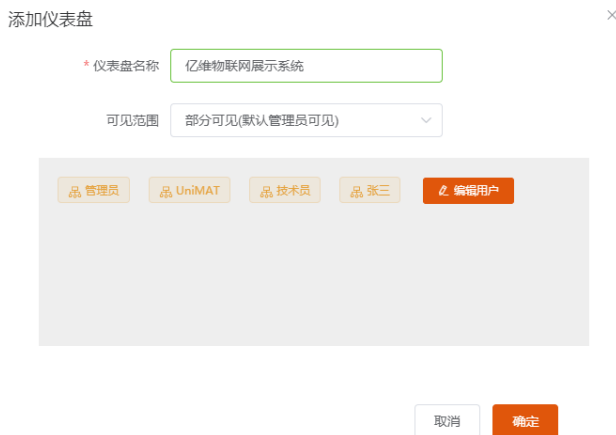 添加仪表盘
* 仪表盘名称 亿维物联网展示系统
可见范围 部分可见(默认管理员可见)
管理员 UniMAT 技术员 张三 编辑用户
取消 确定